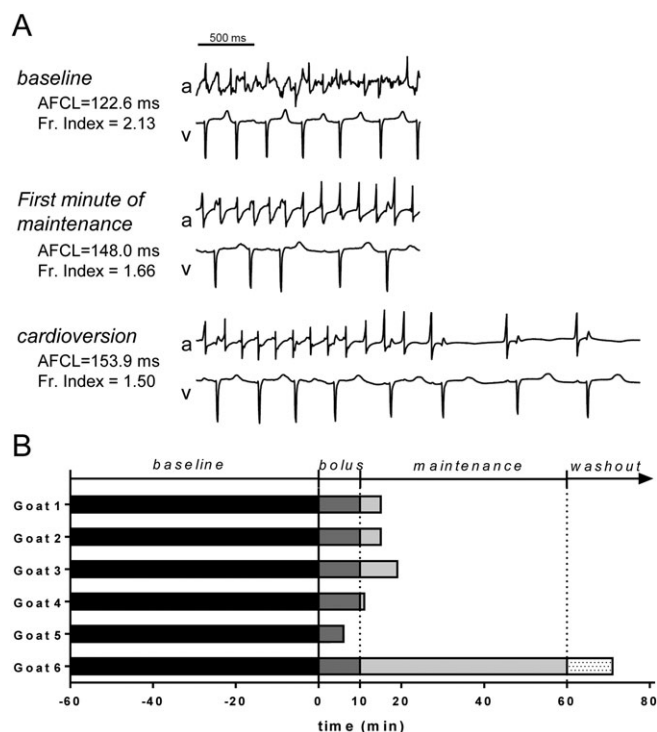 A
500 ms
baseline
AFCL=122.6 ms
Fr. Index = 2.13
a
v
First minute of
maintenance
AFCL=148.0 ms
Fr. Index = 1.66
a
v
cardioversion
AFCL=153.9 ms
Fr. Index = 1.50
a
v
B
baseline bolus maintenance washout
Goat 1
Goat 2
Goat 3
Goat 4
Goat 5
Goat 6
-60 -40 -20 0 10 20 40 60 80
time (min)